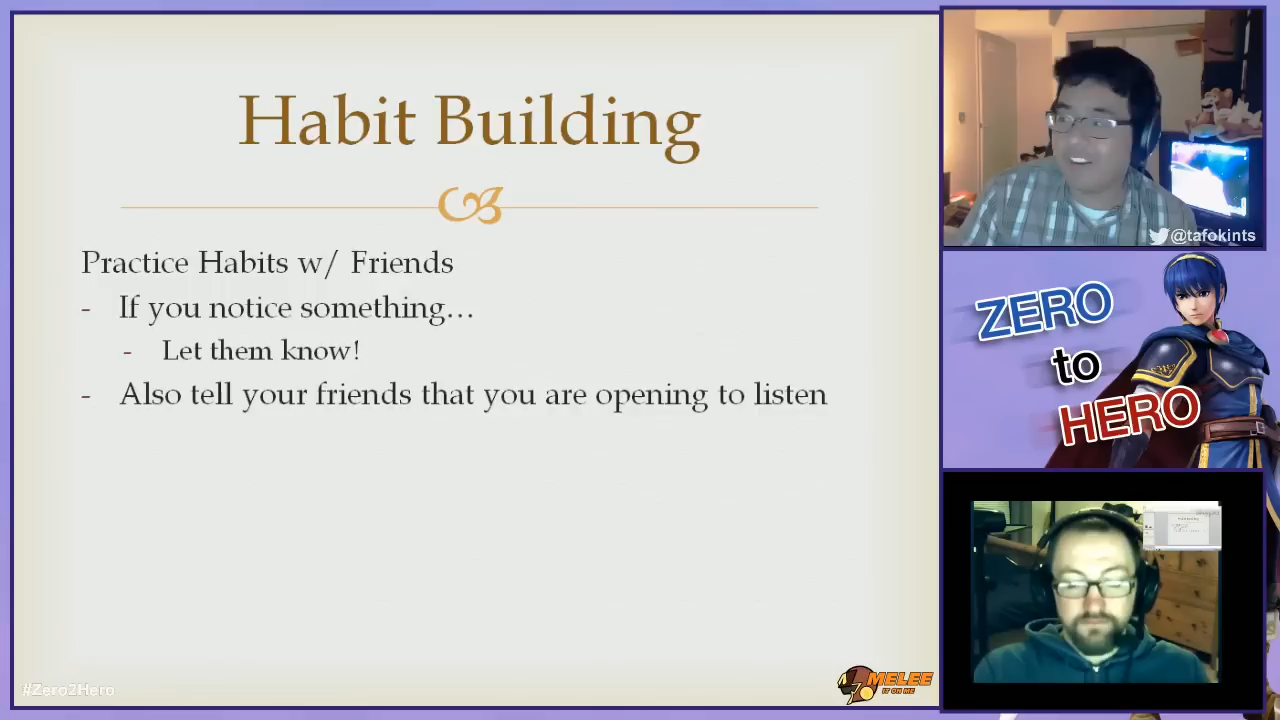 Habit Building
Practice Habits w/ Friends
- If you notice something...
- Let them know!
- Also tell your friends that you are opening to listen
#Zero2Hero
MELEE
IT ON ME
@tafokints
ZERO
to
HERO